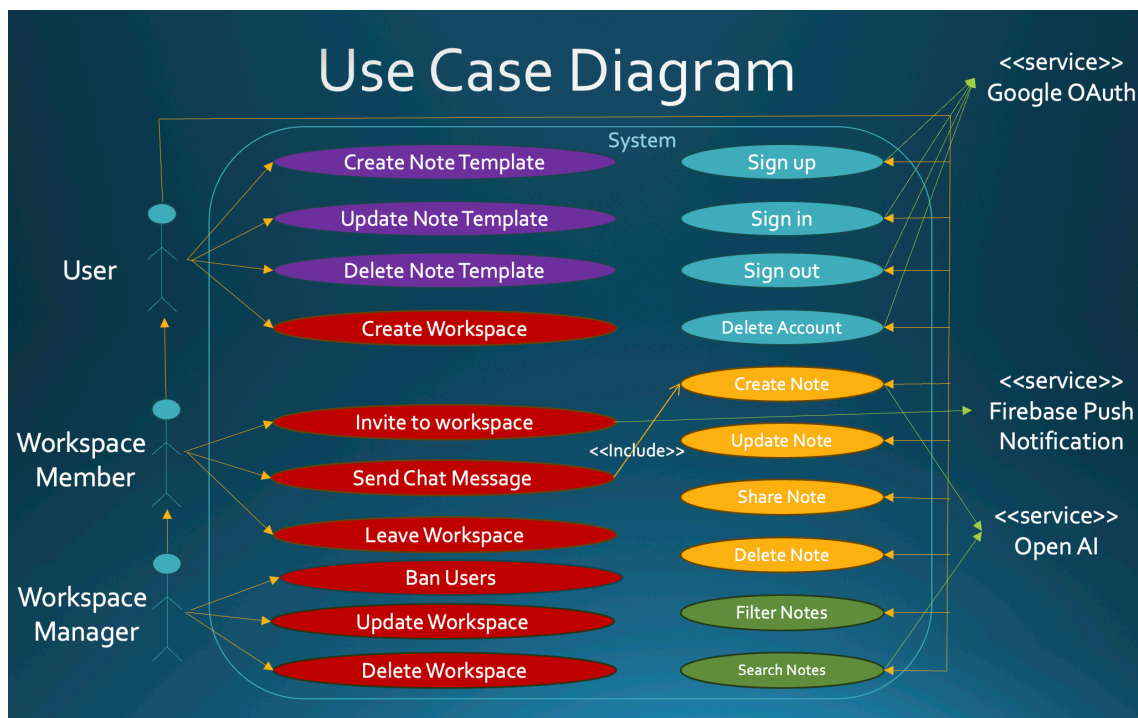 Use Case Diagram
<<service>>
Google OAuth
System
Create Note Template
Sign up
Update Note Template
Sign in
User
Delete Note Template
Sign out
Create Workspace
Delete Account
Create Note
<<service>>
Firebase Push
Notification
Workspace
Member
Invite to workspace
<<Include>>
Update Note
Send Chat Message
Share Note
<<service>>
Open AI
Leave Workspace
Delete Note
Ban Users
Workspace
Manager
Update Workspace
Filter Notes
Delete Workspace
Search Notes